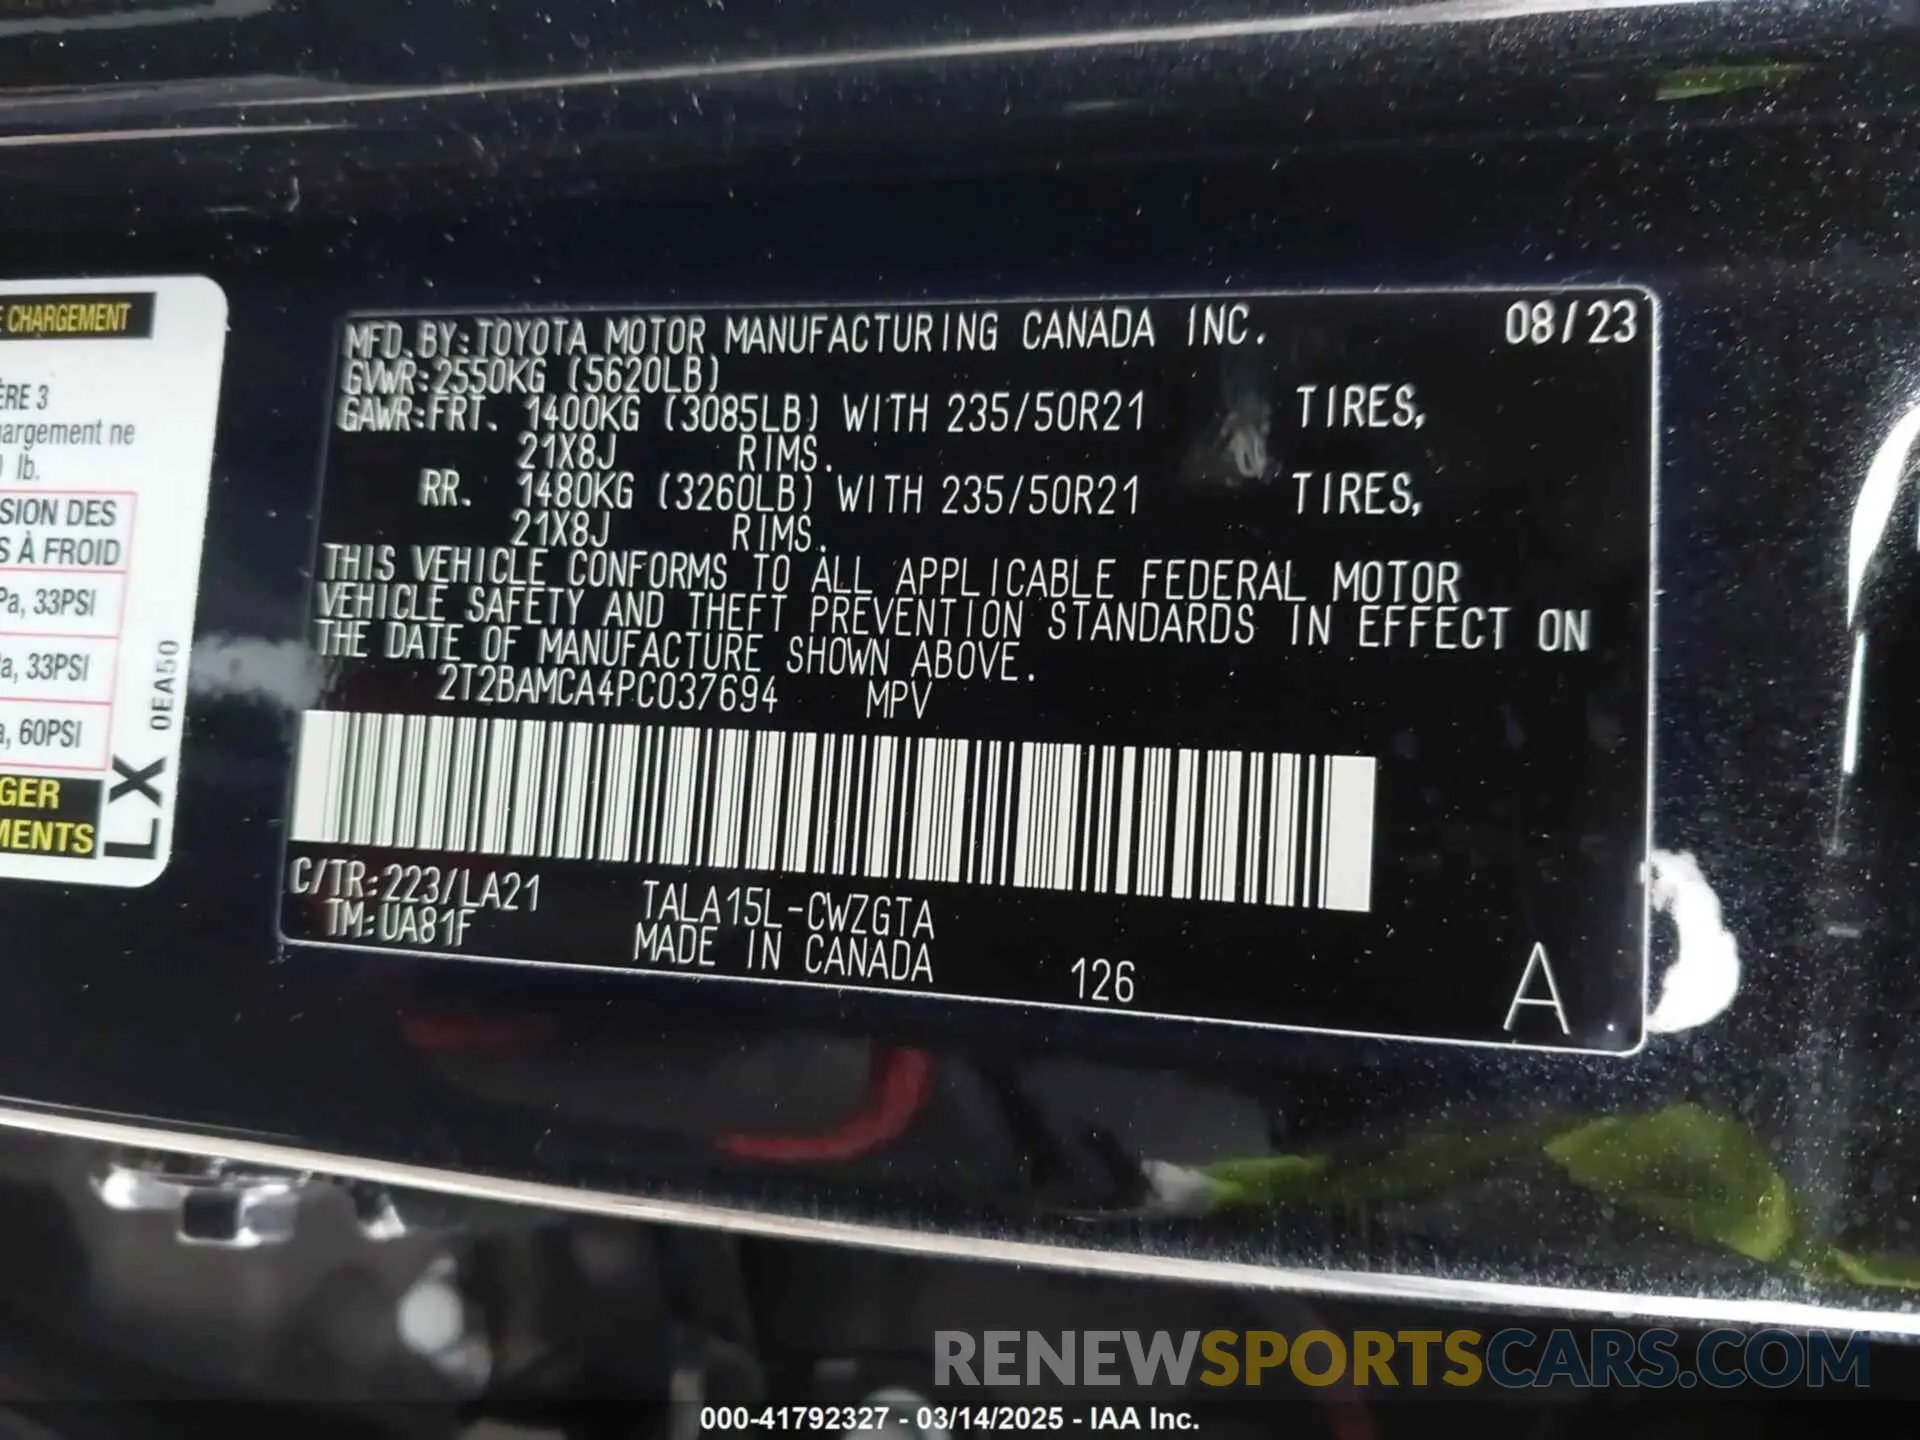 E CHARGEMENT
ÈRE 3
hargement ne
lb.
SION DES
S À FROID
Pa, 33PSI
a, 33PSI
a, 60PSI
GER
MENTS
LX 0EA50
MFD. BY: TOYOTA MOTOR MANUFACTURING CANADA INC. 08/23
GVWR: 2550KG (5620LB)
GAWR: FRT. 1400KG (3085LB) WITH 235/50R21 TIRES,
21X8J RIMS.
RR. 1480KG (3260LB) WITH 235/50R21 TIRES,
21X8J RIMS.
THIS VEHICLE CONFORMS TO ALL APPLICABLE FEDERAL MOTOR
VEHICLE SAFETY AND THEFT PREVENTION STANDARDS IN EFFECT ON
THE DATE OF MANUFACTURE SHOWN ABOVE.
2T2BAMCA4PC037694 MPV
C/TR: 223/LA21 TALA15L-CWZGTA
TM: UA81F MADE IN CANADA 126 A
RENEWSPORTSCARS.COM
000-41792327 - 03/14/2025 - IAA Inc.